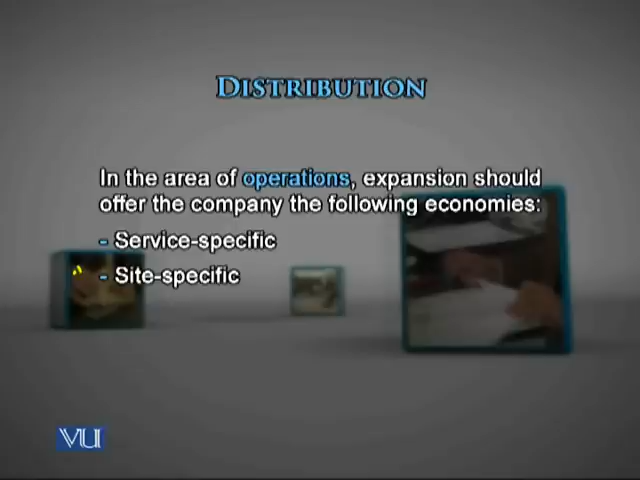 DISTRIBUTION
In the area of operations, expansion should
offer the company the following economies:
- Service-specific
- Site-specific
VU